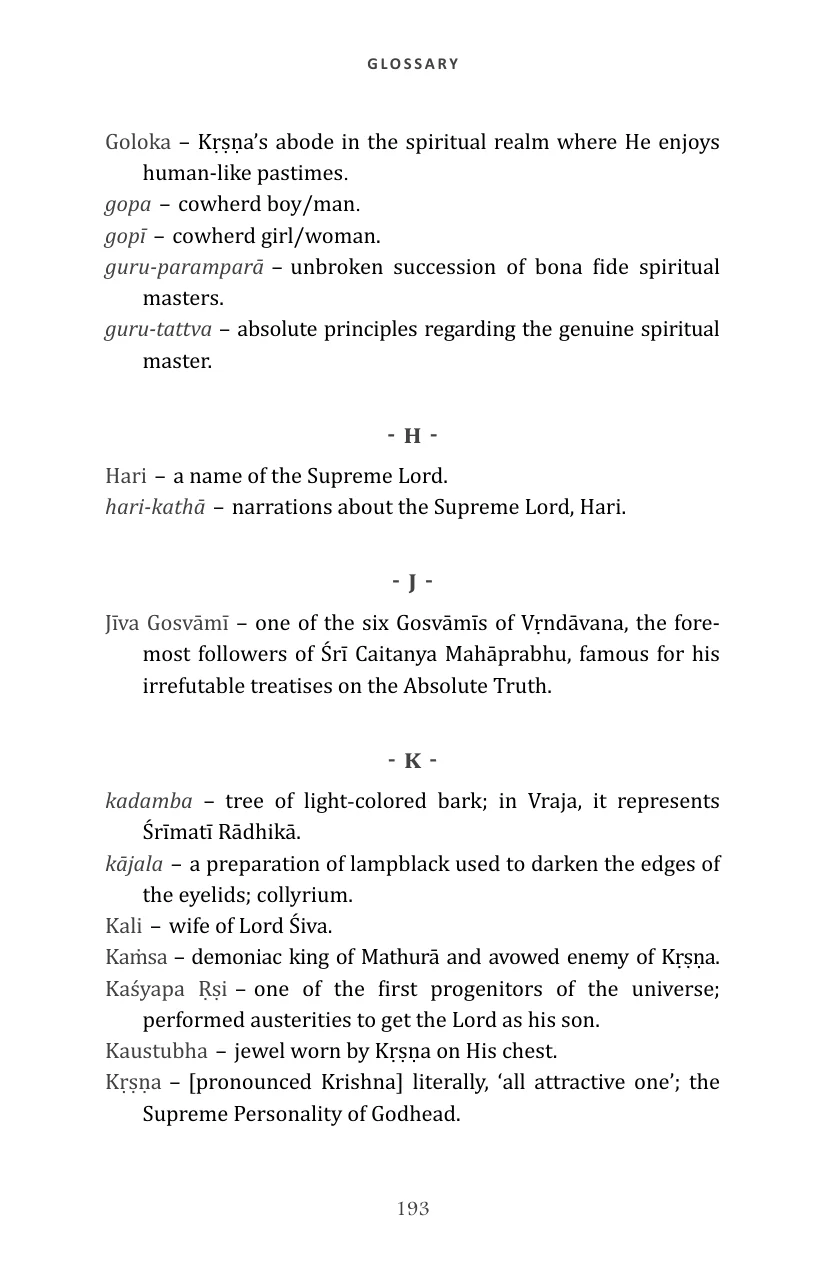 GLOSSARY
Goloka – Kṛṣṇa’s abode in the spiritual realm where He enjoys
human-like pastimes.
gopa – cowherd boy/man.
gopī – cowherd girl/woman.
guru-paramparā – unbroken succession of bona fide spiritual
masters.
guru-tattva – absolute principles regarding the genuine spiritual
master.
- H -
Hari – a name of the Supreme Lord.
hari-kathā – narrations about the Supreme Lord, Hari.
- J -
Jīva Gosvāmī – one of the six Gosvāmīs of Vṛndāvana, the fore-
most followers of Śrī Caitanya Mahāprabhu, famous for his
irrefutable treatises on the Absolute Truth.
- K -
kadamba – tree of light-colored bark; in Vraja, it represents
Śrīmatī Rādhikā.
kājala – a preparation of lampblack used to darken the edges of
the eyelids; collyrium.
Kali – wife of Lord Śiva.
Kaṁsa – demoniac king of Mathurā and avowed enemy of Kṛṣṇa.
Kaśyapa Ṛṣi – one of the first progenitors of the universe;
performed austerities to get the Lord as his son.
Kaustubha – jewel worn by Kṛṣṇa on His chest.
Kṛṣṇa – [pronounced Krishna] literally, ‘all attractive one’; the
Supreme Personality of Godhead.
193